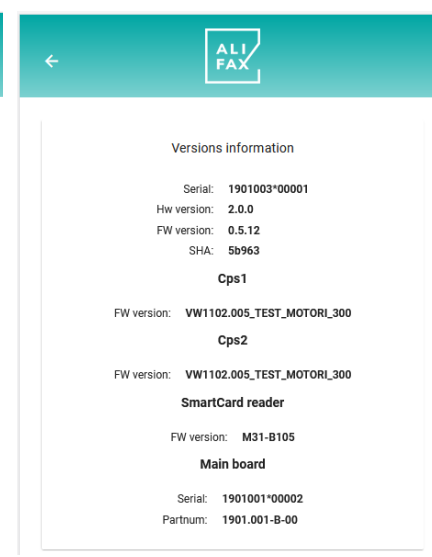 ALI
FAX
Versions information
Serial: 1901003*00001
Hw version: 2.0.0
FW version: 0.5.12
SHA: 5b963
Cps1
FW version: VW1102.005_TEST_MOTORI_300
Cps2
FW version: VW1102.005_TEST_MOTORI_300
SmartCard reader
FW version: M31-B105
Main board
Serial: 1901001*00002
Partnum: 1901.001-B-00